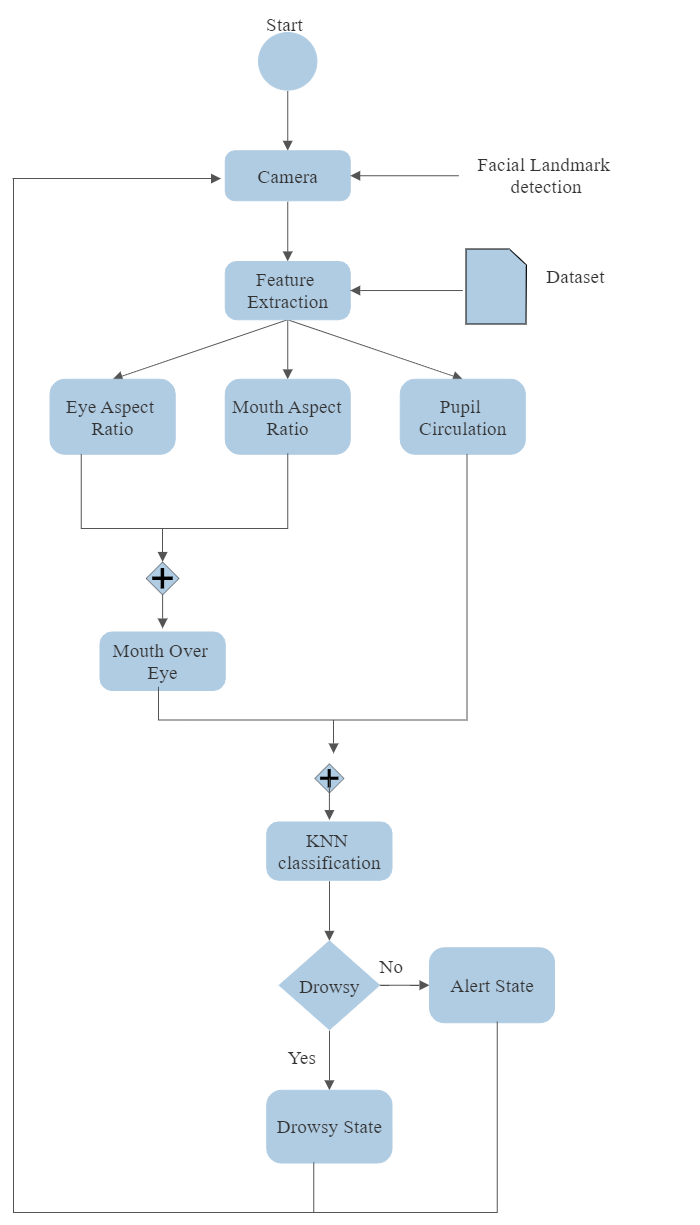 Start
Camera
Facial Landmark
detection
Feature
Extraction
Dataset
Eye Aspect
Ratio
Mouth Aspect
Ratio
Pupil
Circulation
Mouth Over
Eye
KNN
classification
Drowsy
No
Alert State
Yes
Drowsy State